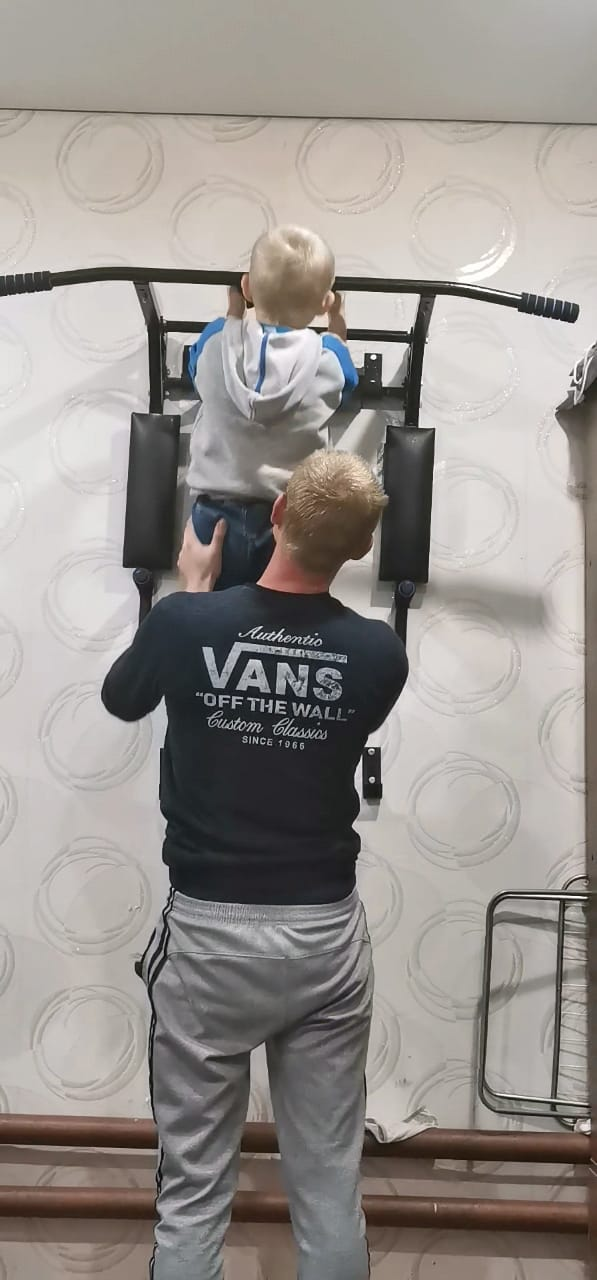 Authentic
VANS
"OFF THE WALL"
Custom Classics
SINCE 1966